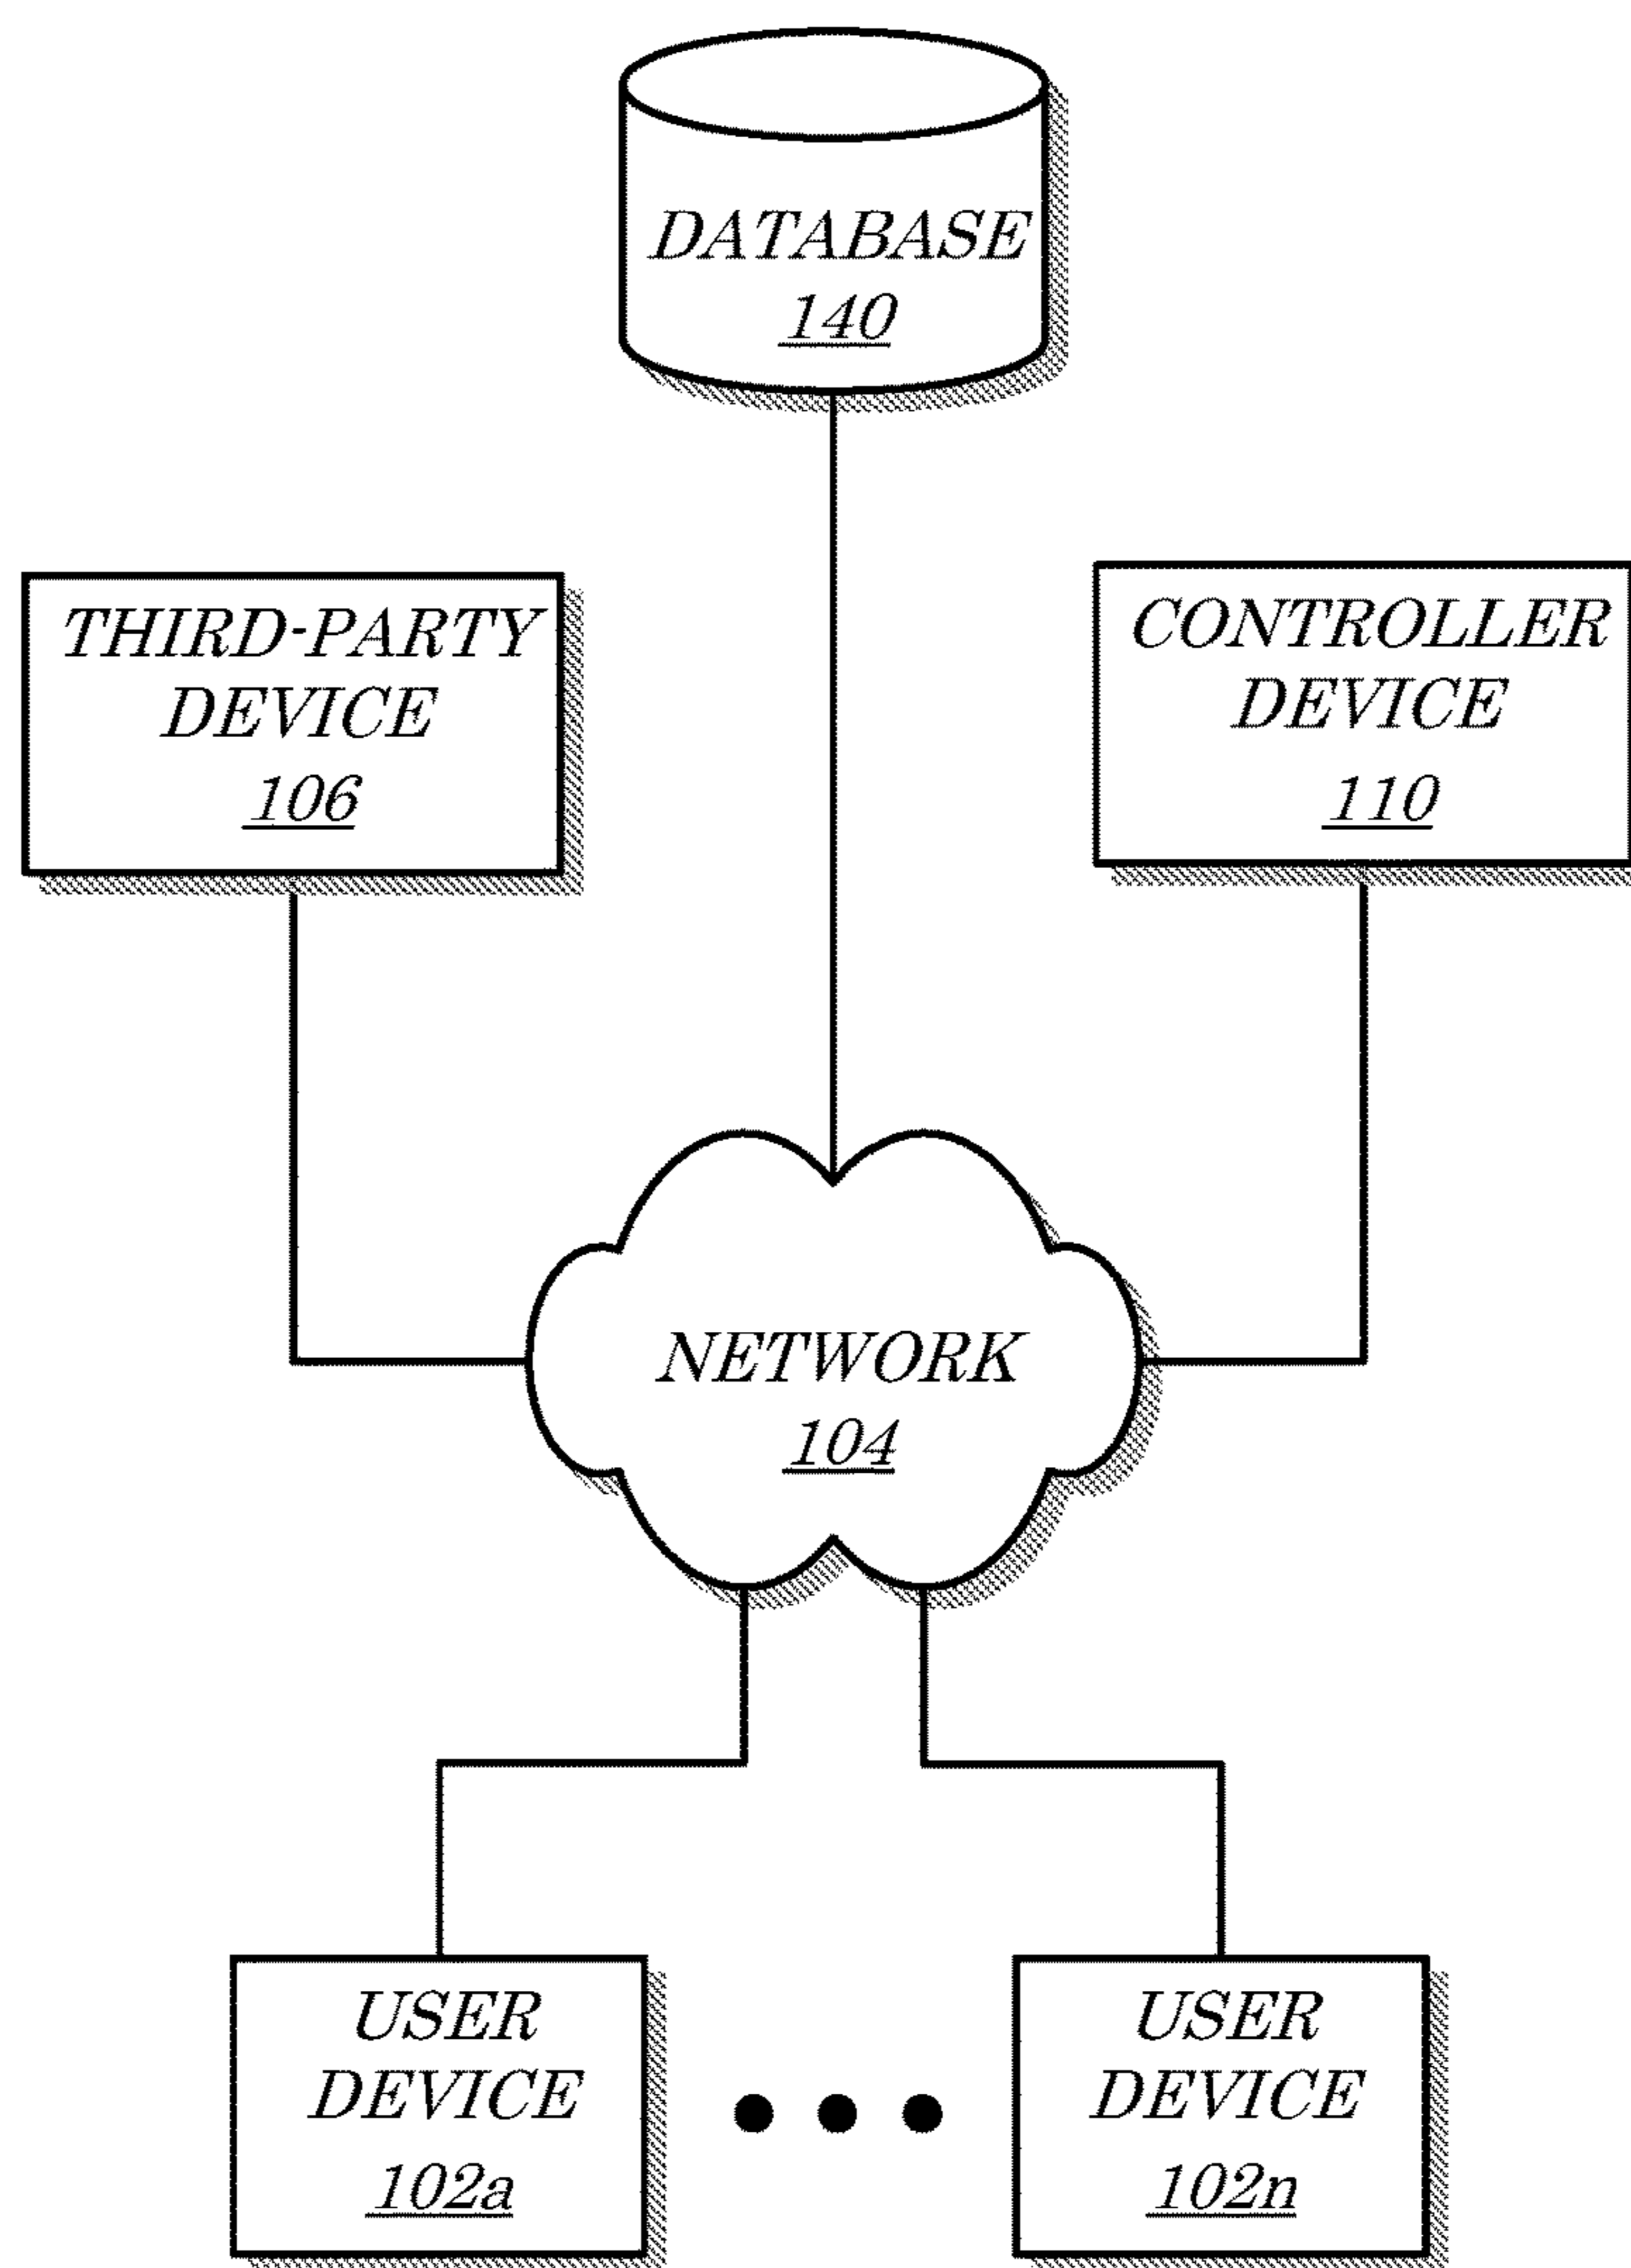 DATABASE
140
THIRD-PARTY
DEVICE
106
CONTROLLER
DEVICE
110
NETWORK
104
USER
DEVICE
102a
USER
DEVICE
102n